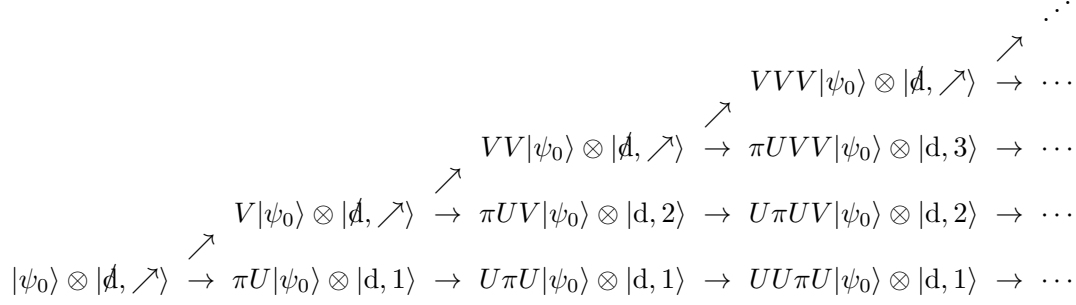 ⋰
↗
VVV|ψ₀⟩ ⊗ |d̸, ↗⟩ → ⋯
↗
VV|ψ₀⟩ ⊗ |d̸, ↗⟩ → πUVV|ψ₀⟩ ⊗ |d, 3⟩ → ⋯
↗
V|ψ₀⟩ ⊗ |d̸, ↗⟩ → πUV|ψ₀⟩ ⊗ |d, 2⟩ → UπUV|ψ₀⟩ ⊗ |d, 2⟩ → ⋯
↗
|ψ₀⟩ ⊗ |d̸, ↗⟩ → πU|ψ₀⟩ ⊗ |d, 1⟩ → UπU|ψ₀⟩ ⊗ |d, 1⟩ → UUπU|ψ₀⟩ ⊗ |d, 1⟩ → ⋯